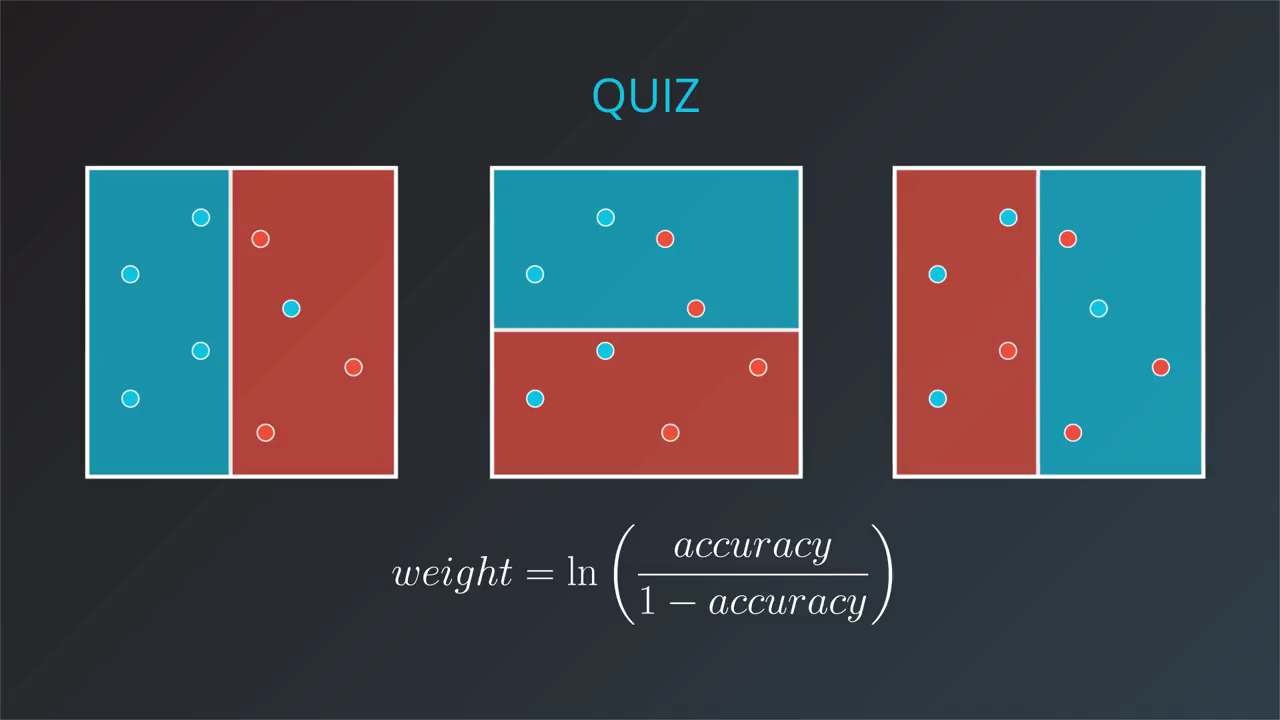 QUIZ
weight = ln ( accuracy / 1 − accuracy )